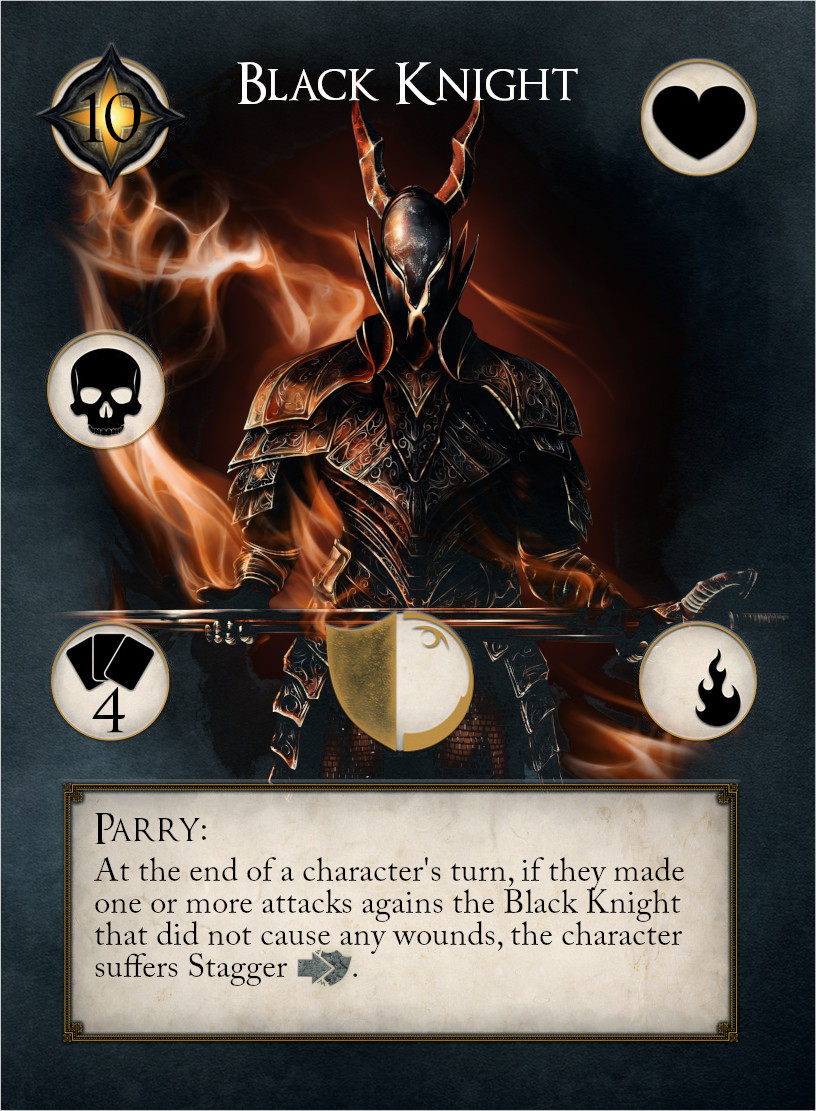 Black Knight
10
4
Parry:
At the end of a character's turn, if they made
one or more attacks agains the Black Knight
that did not cause any wounds, the character
suffers Stagger .